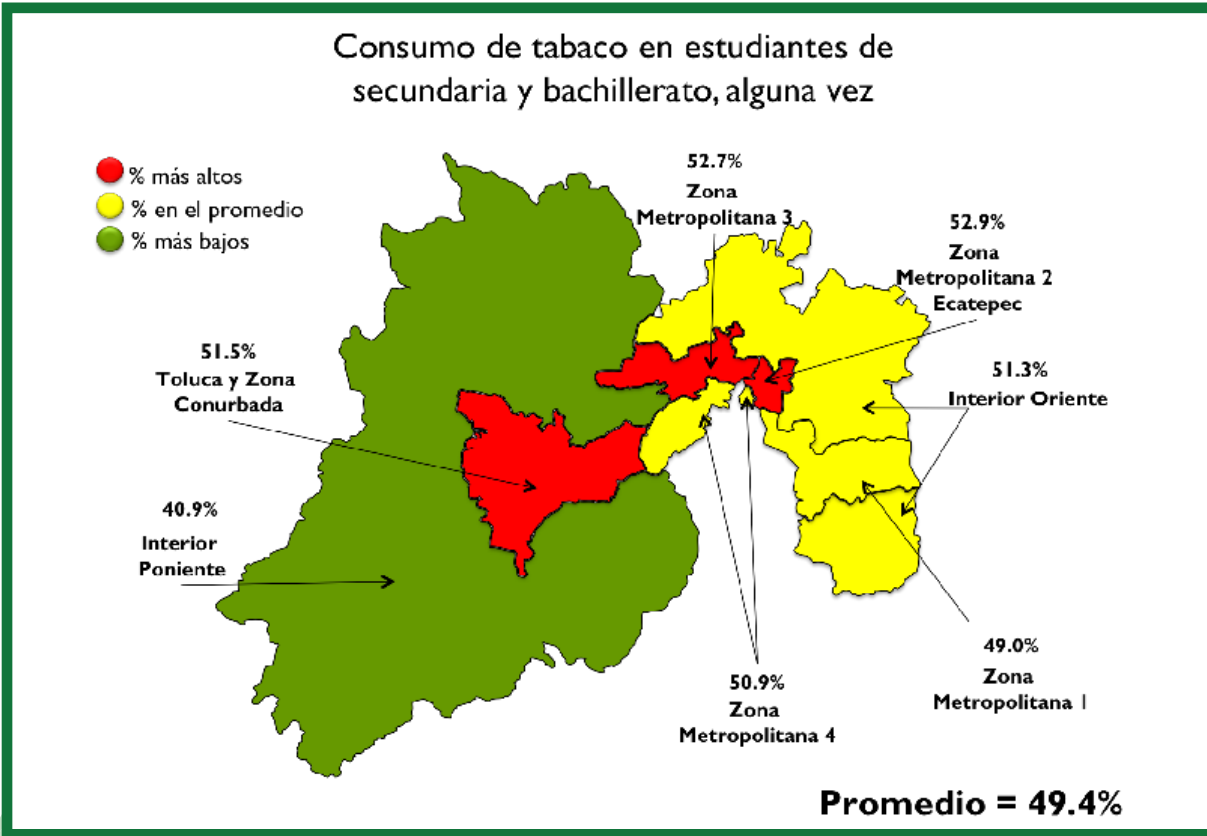 Consumo de tabaco en estudiantes de
secundaria y bachillerato, alguna vez
% más altos
% en el promedio
% más bajos
52.7%
Zona
Metropolitana 3
52.9%
Zona
Metropolitana 2
Ecatepec
51.5%
Toluca y Zona
Conurbada
51.3%
Interior Oriente
40.9%
Interior
Poniente
49.0%
Zona
Metropolitana 1
50.9%
Zona
Metropolitana 4
Promedio = 49.4%